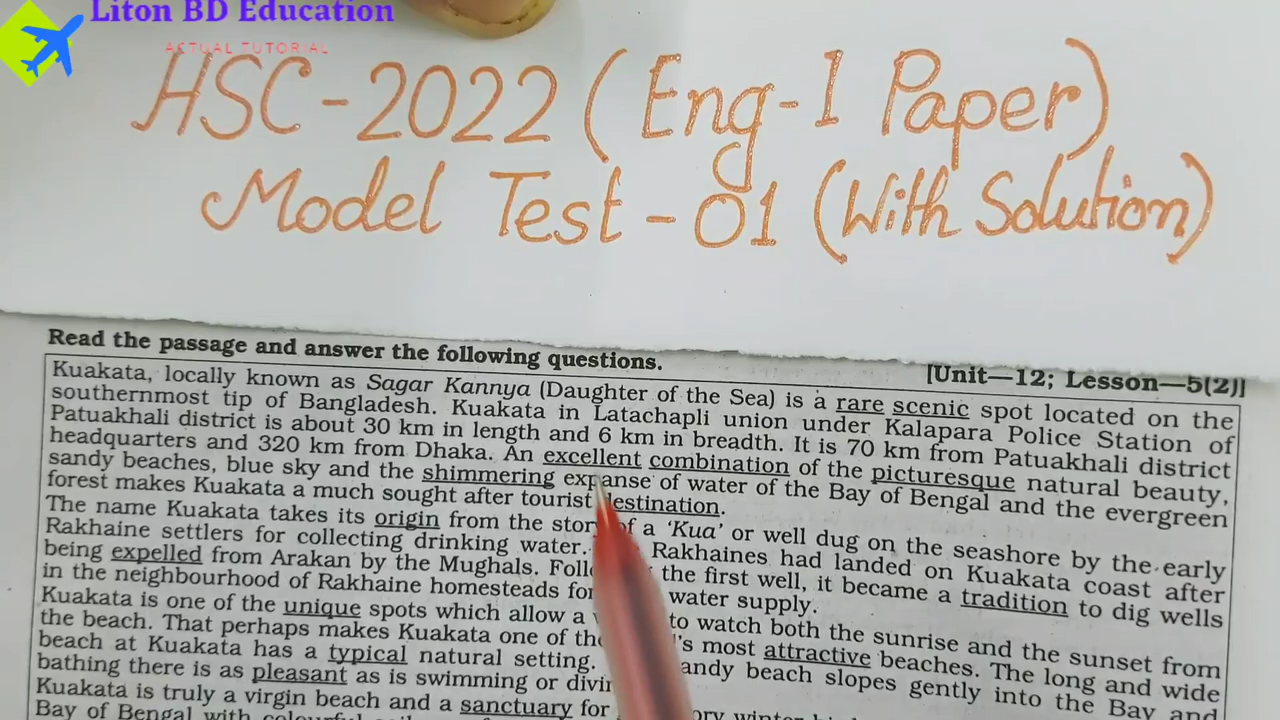 Liton BD Education
ACTUAL TUTORIAL
HSC-2022 (Eng-1 Paper)
Model Test-01 (With Solution)
Read the passage and answer the following questions.
[Unit—12; Lesson—5(2)]
Kuakata, locally known as Sagar Kannya (Daughter of the Sea) is a rare scenic spot located on the
southernmost tip of Bangladesh. Kuakata in Latachapli union under Kalapara Police Station of
Patuakhali district is about 30 km in length and 6 km in breadth. It is 70 km from Patuakhali district
headquarters and 320 km from Dhaka. An excellent combination of the picturesque natural beauty,
sandy beaches, blue sky and the shimmering expanse of water of the Bay of Bengal and the evergreen
forest makes Kuakata a much sought after tourist destination.
The name Kuakata takes its origin from the story of a ‘Kua’ or well dug on the seashore by the early
Rakhaine settlers for collecting drinking water. Rakhaines had landed on Kuakata coast after
being expelled from Arakan by the Mughals. the first well, it became a tradition to dig wells
in the neighbourhood of Rakhaine homesteads water supply.
Kuakata is one of the unique spots which allow a to watch both the sunrise and the sunset from
the beach. That perhaps makes Kuakata one of most attractive beaches. The long and wide
beach at Kuakata has a typical natural setting. sandy beach slopes gently into the Bay and
bathing there is as pleasant as is swimming or
Kuakata is truly a virgin beach and a sanctuary for winter
Bay of Bengal with